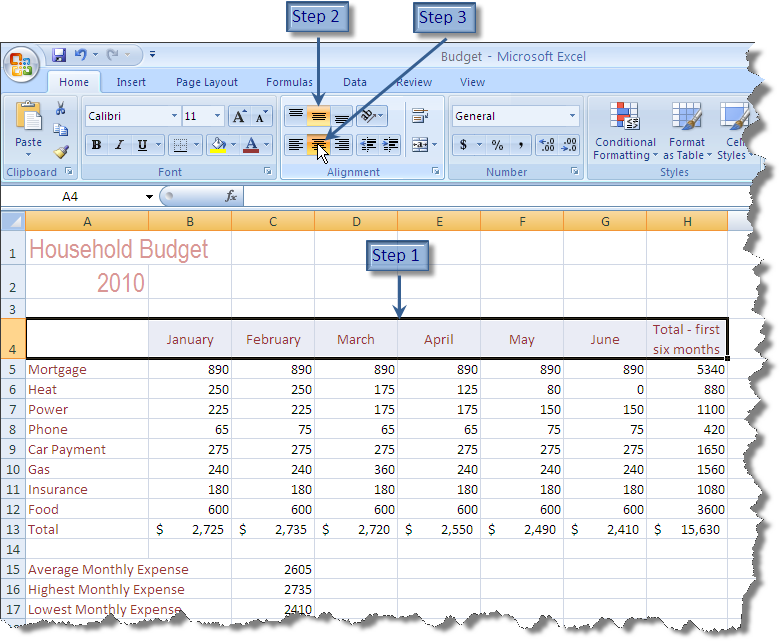 Step 2
Step 3
Budget - Microsoft Excel
Home Insert Page Layout Formulas Data Review View
Calibri 11 A A General
Paste
B I U A $ % , .00 .00
Conditional Formatting
Format as Table
Cell Styles
Clipboard Font Alignment Number Styles
A4 fx
A B C D E F G H
1 Household Budget
2 2010
Step 1
3
4 January February March April May June Total - first six months
5 Mortgage 890 890 890 890 890 890 5340
6 Heat 250 250 175 125 80 0 880
7 Power 225 225 175 175 150 150 1100
8 Phone 65 75 65 65 75 75 420
9 Car Payment 275 275 275 275 275 275 1650
10 Gas 240 240 360 240 240 240 1560
11 Insurance 180 180 180 180 180 180 1080
12 Food 600 600 600 600 600 600 3600
13 Total $ 2,725 $ 2,735 $ 2,720 $ 2,550 $ 2,490 $ 2,410 $ 15,630
14
15 Average Monthly Expense 2605
16 Highest Monthly Expense 2735
17 Lowest Monthly Expense 2410